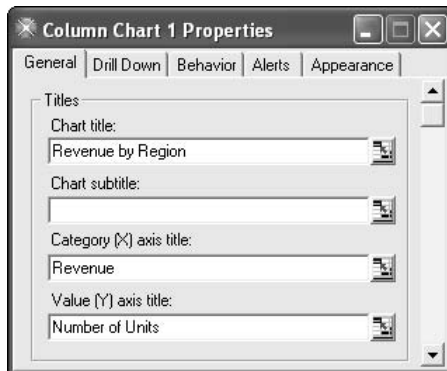 Column Chart 1 Properties
General Drill Down Behavior Alerts Appearance
Titles
Chart title:
Revenue by Region
Chart subtitle:
Category (X) axis title:
Revenue
Value (Y) axis title:
Number of Units